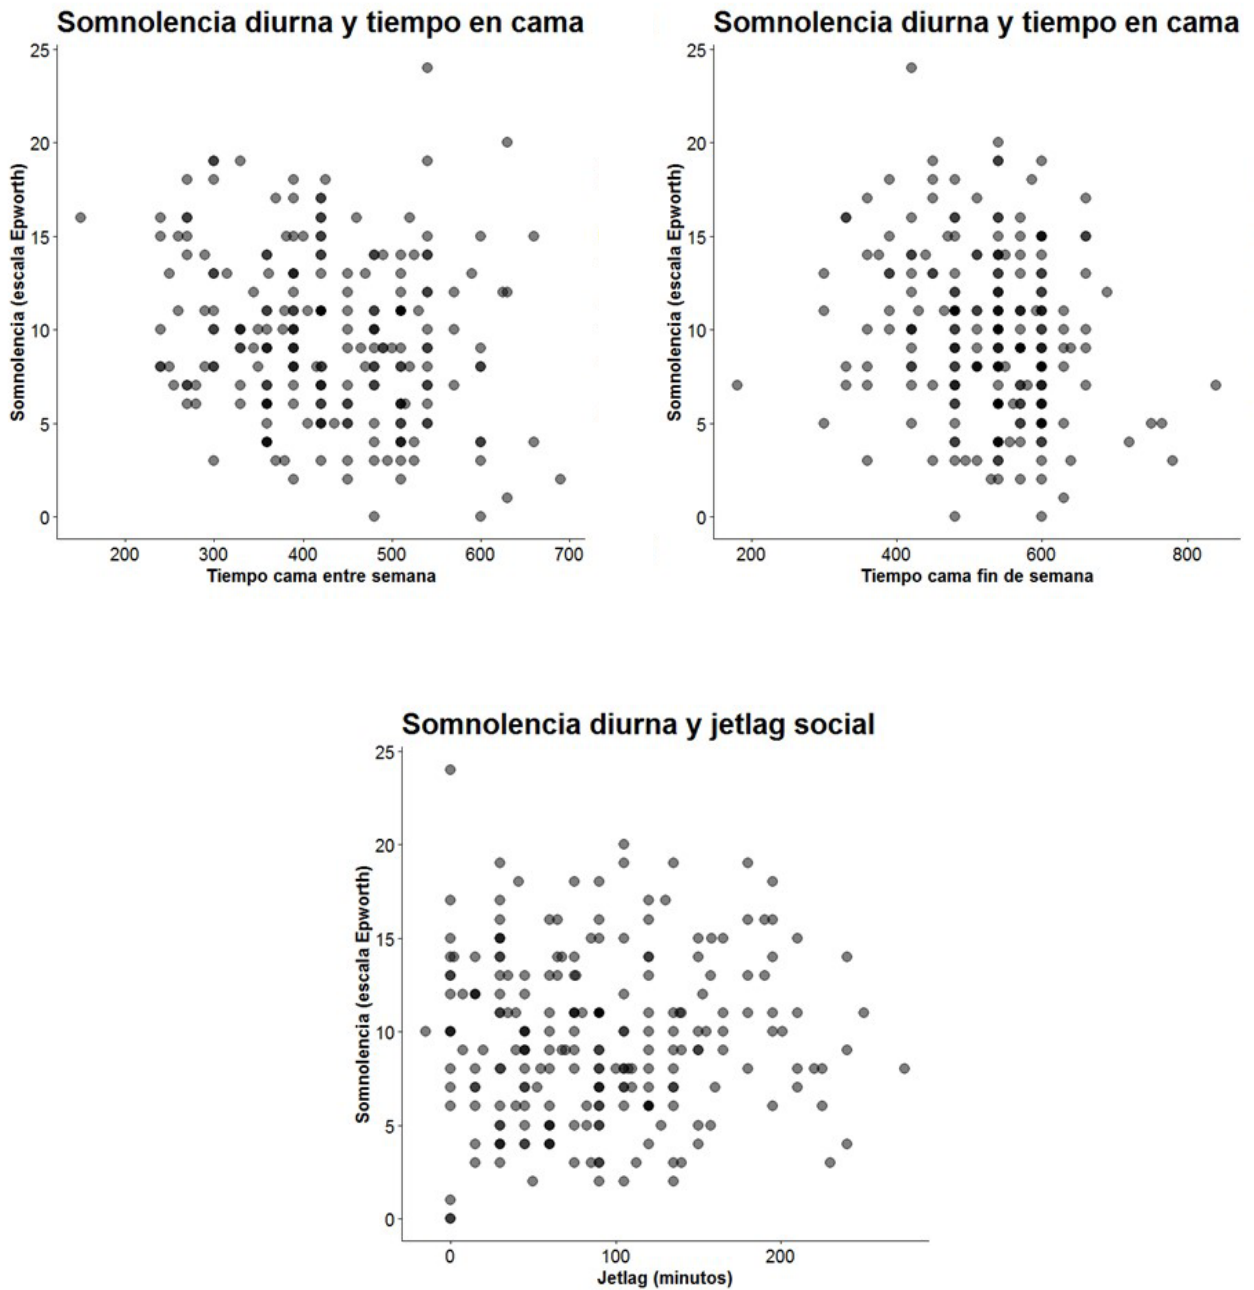 Somnolencia diurna y tiempo en cama
25
20
15
10
5
0
Somnolencia (escala Epworth)
200 300 400 500 600 700
Tiempo cama entre semana
Somnolencia diurna y tiempo en cama
25
20
15
10
5
0
Somnolencia (escala Epworth)
200 400 600 800
Tiempo cama fin de semana
Somnolencia diurna y jetlag social
25
20
15
10
5
0
Somnolencia (escala Epworth)
0 100 200
Jetlag (minutos)